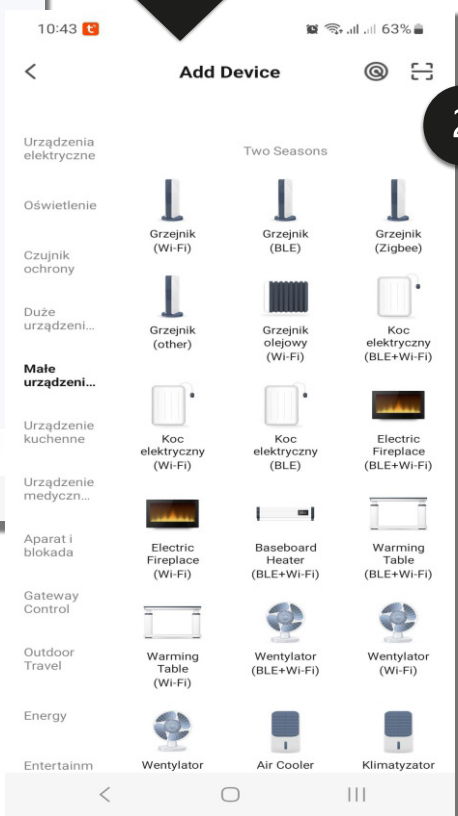 10:43
63%
Add Device
2
Urządzenia
elektryczne
Oświetlenie
Czujnik
ochrony
Duże
urządzeni...
Małe
urządzeni...
Urządzenie
kuchenne
Urządzenie
medyczn...
Aparat i
blokada
Gateway
Control
Outdoor
Travel
Energy
Entertainm
Two Seasons
Grzejnik
(Wi-Fi)
Grzejnik
(BLE)
Grzejnik
(Zigbee)
Grzejnik
(other)
Grzejnik
olejowy
(Wi-Fi)
Koc
elektryczny
(BLE+Wi-Fi)
Koc
elektryczny
(Wi-Fi)
Koc
elektryczny
(BLE)
Electric
Fireplace
(BLE+Wi-Fi)
Electric
Fireplace
(Wi-Fi)
Baseboard
Heater
(BLE+Wi-Fi)
Warming
Table
(BLE+Wi-Fi)
Warming
Table
(Wi-Fi)
Wentylator
(BLE+Wi-Fi)
Wentylator
(Wi-Fi)
Wentylator
Air Cooler
Klimatyzator